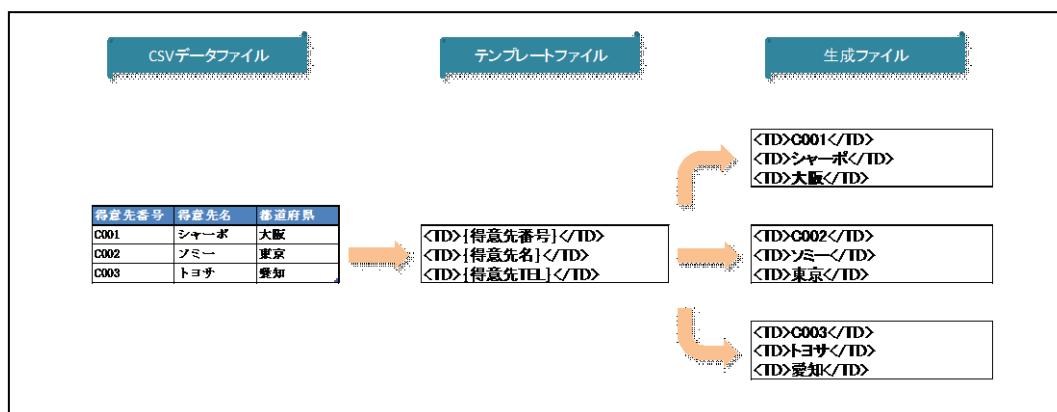 CSVデータファイル
テンプレートファイル
生成ファイル
得意先番号 得意先名 都道府県
C001 シャーポ 大阪
C002 ソミー 東京
C003 トヨサ 愛知
<TD>{得意先番号}</TD>
<TD>{得意先名}</TD>
<TD>{得意先TEL}</TD>
<TD>C001</TD>
<TD>シャーポ</TD>
<TD>大阪</TD>
<TD>C002</TD>
<TD>ソミー</TD>
<TD>東京</TD>
<TD>C003</TD>
<TD>トヨサ</TD>
<TD>愛知</TD>